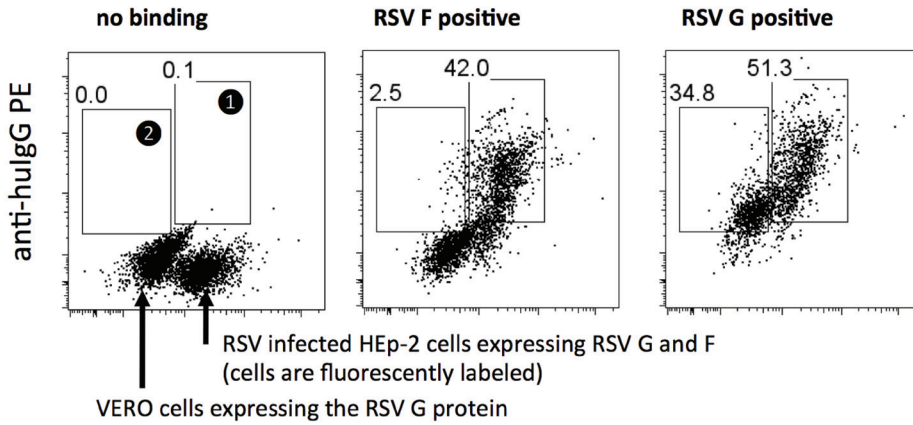 no binding
RSV F positive
RSV G positive
anti-huIgG PE
0.0
0.1
❶
❷
2.5
42.0
34.8
51.3
RSV infected HEp-2 cells expressing RSV G and F
(cells are fluorescently labeled)
VERO cells expressing the RSV G protein